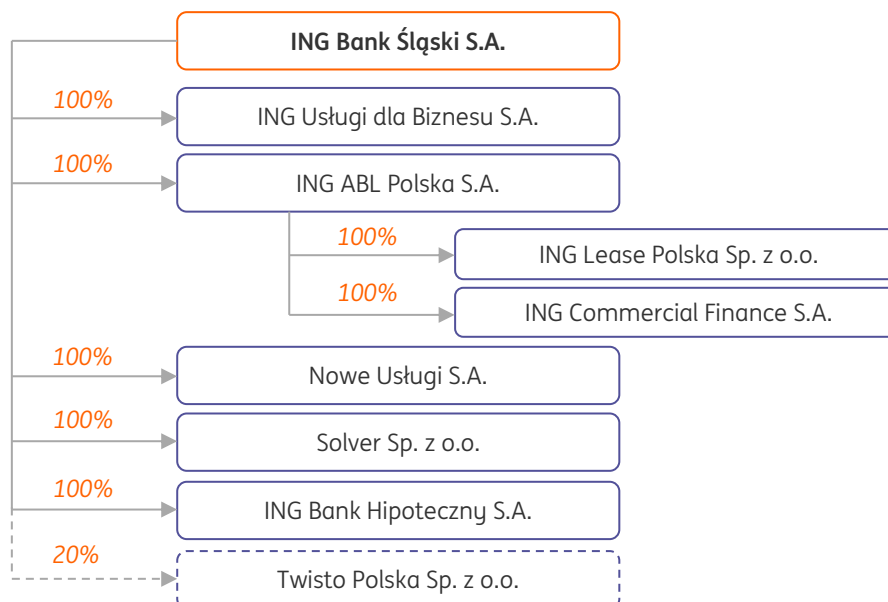 ING Bank Śląski S.A.
100%
ING Usługi dla Biznesu S.A.
100%
ING ABL Polska S.A.
100%
ING Lease Polska Sp. z o.o.
100%
ING Commercial Finance S.A.
100%
Nowe Usługi S.A.
100%
Solver Sp. z o.o.
100%
ING Bank Hipoteczny S.A.
20%
Twisto Polska Sp. z o.o.